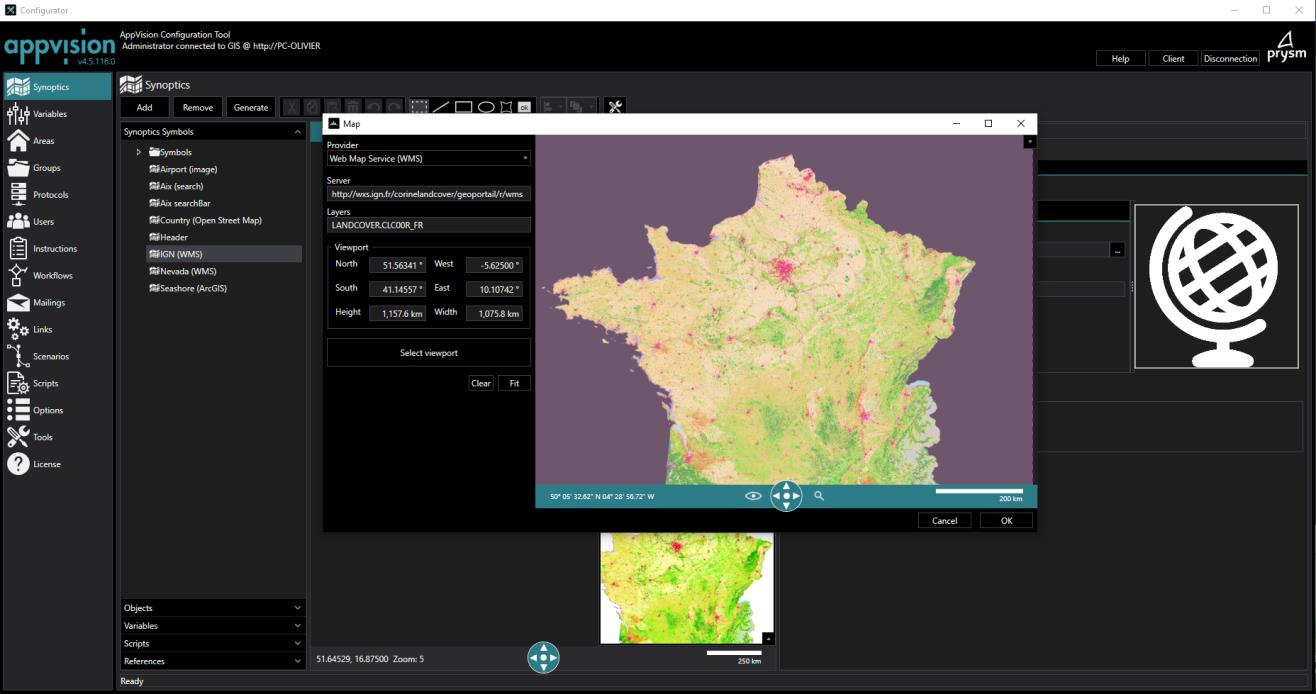 Configurator
appvision
v4.5.116.0
AppVision Configuration Tool
Administrator connected to GIS @ http://PC-OLIVIER
prysm
Help
Client
Disconnection
Synoptics
Variables
Areas
Groups
Protocols
Users
Instructions
Workflows
Mailings
Links
Scenarios
Scripts
Options
Tools
License
Synoptics
Add
Remove
Generate
ok
Synoptics Symbols
Symbols
Airport (image)
Aix (search)
Aix searchBar
Country (Open Street Map)
Header
IGN (WMS)
Nevada (WMS)
Seashore (ArcGIS)
Objects
Variables
Scripts
References
Map
Provider
Web Map Service (WMS)
Server
http://wxs.ign.fr/corinelandcover/geoportail/r/wms
Layers
LANDCOVER.CLC00R_FR
Viewport
North 51.56341 ° West -5.62500 °
South 41.14557 ° East 10.10742 °
Height 1,157.6 km Width 1,075.8 km
Select viewport
Clear Fit
50° 05' 32.62" N 04° 28' 56.72" W
200 km
Cancel OK
...
51.64529, 16.87500 Zoom: 5
250 km
Ready